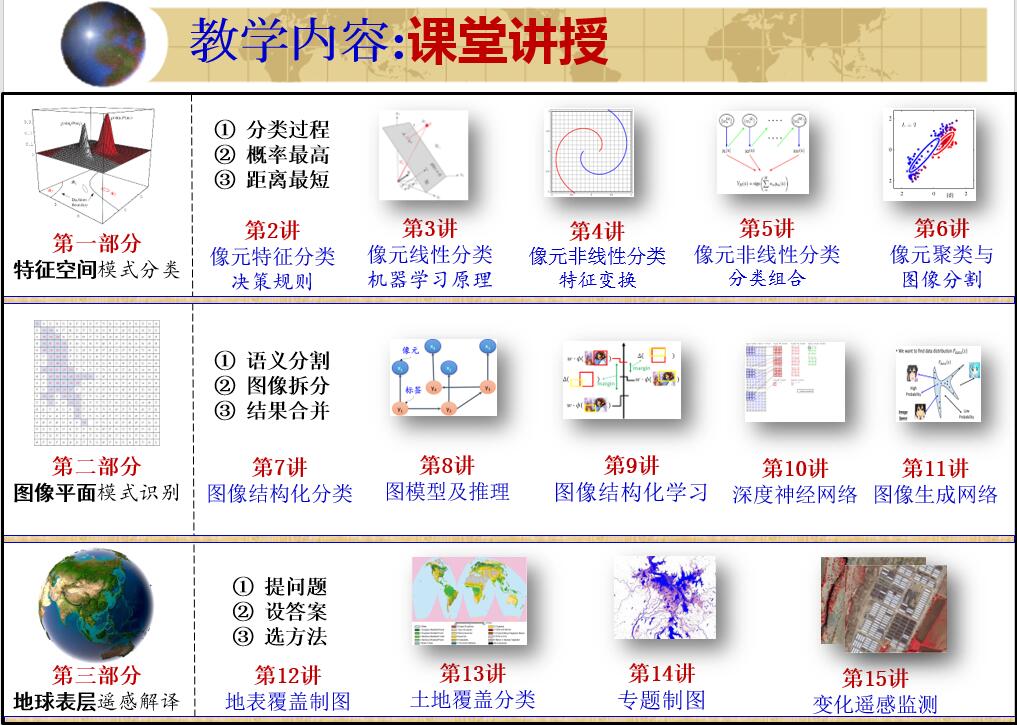 教学内容:课堂讲授
① 分类过程
② 概率最高
③ 距离最短
第一部分
特征空间模式分类
第2讲
像元特征分类
决策规则
第3讲
像元线性分类
机器学习原理
第4讲
像元非线性分类
特征变换
第5讲
像元非线性分类
分类组合
第6讲
像元聚类与
图像分割
① 语义分割
② 图像拆分
③ 结果合并
像元
标签
margin
margin
• We want to find data distribution
High
Probability
Low
Probability
Image
Space
第二部分
图像平面模式识别
第7讲
图像结构化分类
第8讲
图模型及推理
第9讲
图像结构化学习
第10讲
深度神经网络
第11讲
图像生成网络
① 提问题
② 设答案
③ 选方法
第三部分
地球表层遥感解译
第12讲
地表覆盖制图
第13讲
土地覆盖分类
第14讲
专题制图
第15讲
变化遥感监测